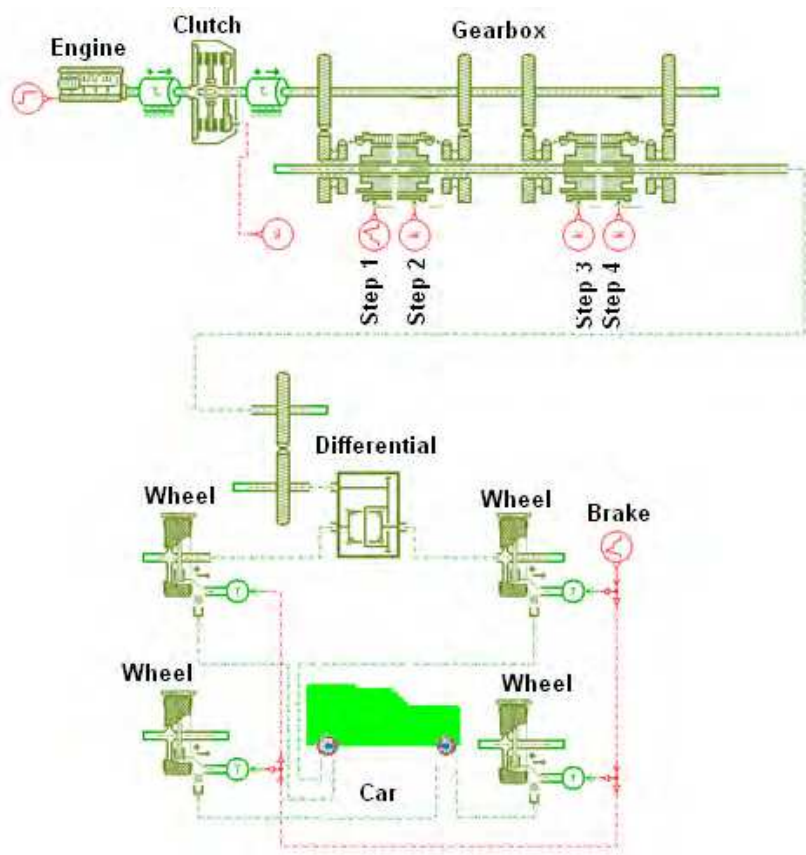 Clutch
Gearbox
Engine
Step 1
Step 2
Step 3
Step 4
Differential
Wheel
Wheel
Brake
T
T
Wheel
Wheel
T
T
Car